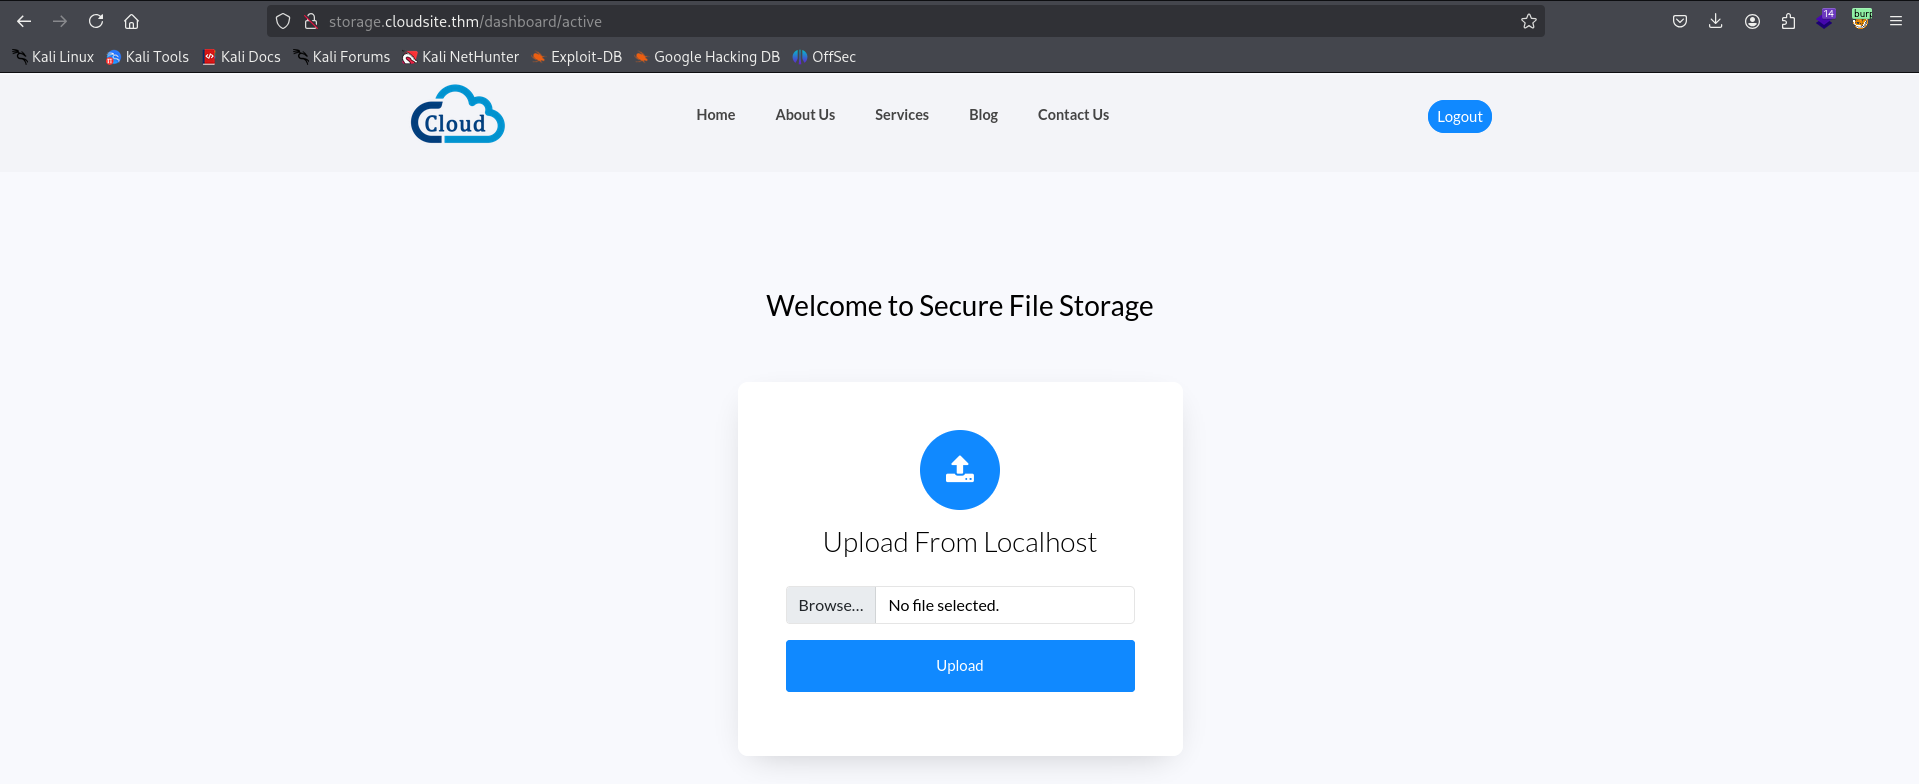 storage.cloudsite.thm/dashboard/active
14
burp
Kali Linux Kali Tools Kali Docs Kali Forums Kali NetHunter Exploit-DB Google Hacking DB OffSec
Cloud
Home About Us Services Blog Contact Us
Logout
Welcome to Secure File Storage
Upload From Localhost
Browse... No file selected.
Upload